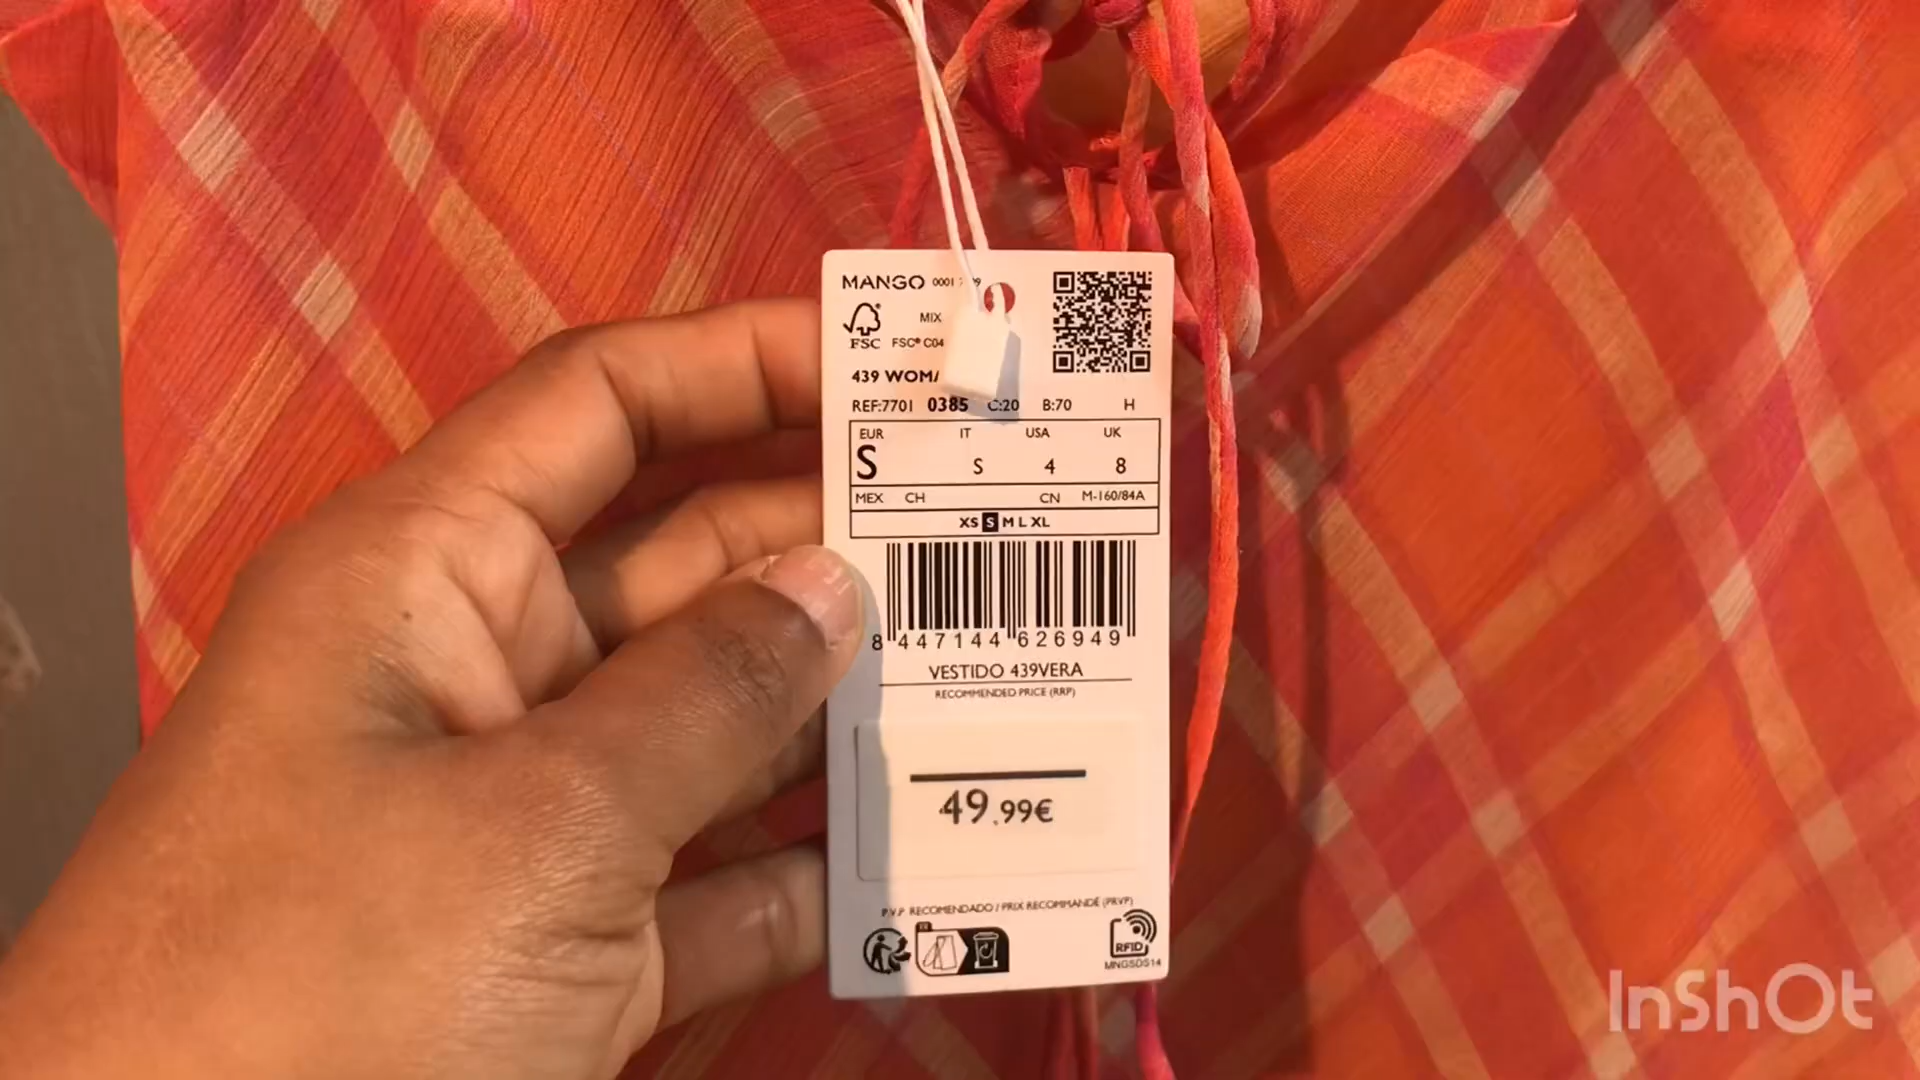 MANGO
FSC
MIX
FSC® C04
439 WOMA
REF:7701 0385 C:20 B:70 H
EUR IT USA UK
S S 4 8
MEX CH CN M-160/84A
XS S M L XL
8 447144 626949
VESTIDO 439VERA
RECOMMENDED PRICE (RRP)
49.99€
P.V.P. RECOMENDADO / PRIX RECOMMANDÉ (PRVP)
FR
RFID
MNGSDS14
InShOt